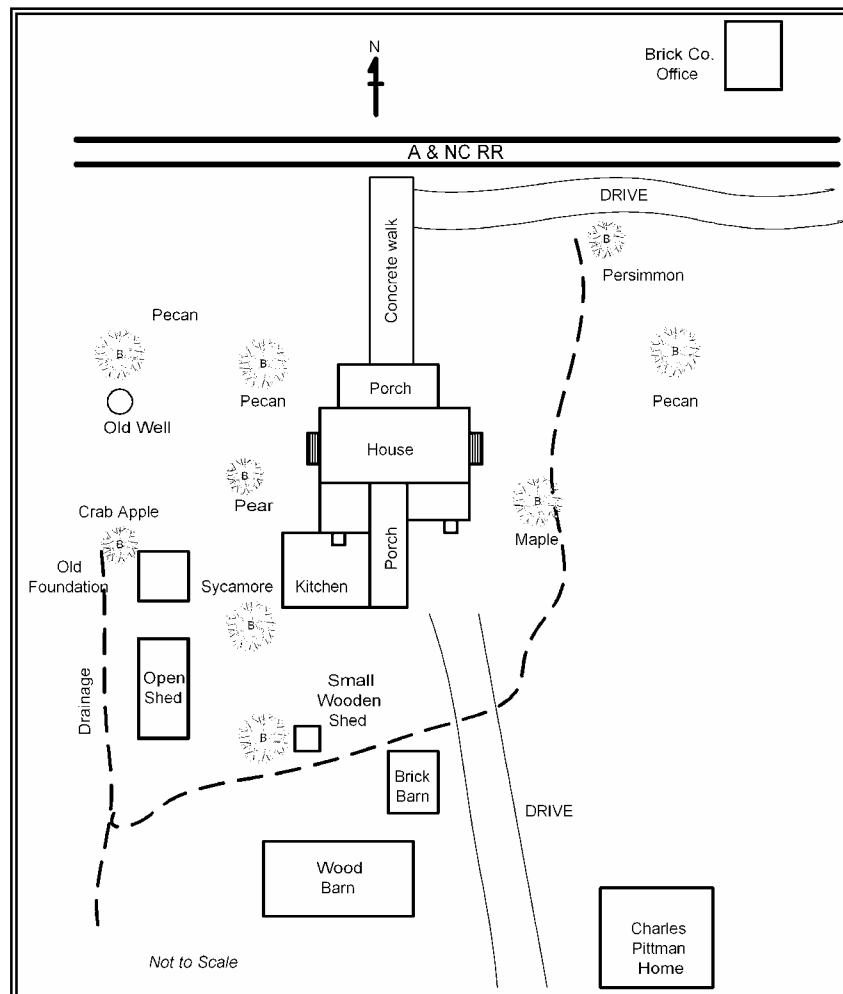 N
Brick Co.
Office
A & NC RR
DRIVE
B
Persimmon
Concrete walk
Pecan
B
B
B
Porch
Pecan
Pecan
Old Well
House
B
Pear
B
Maple
Crab Apple
B
Old
Foundation
Sycamore
Kitchen
Porch
B
Drainage
Open
Shed
Small
Wooden
Shed
B
Brick
Barn
DRIVE
Wood
Barn
Charles
Pittman
Home
Not to Scale